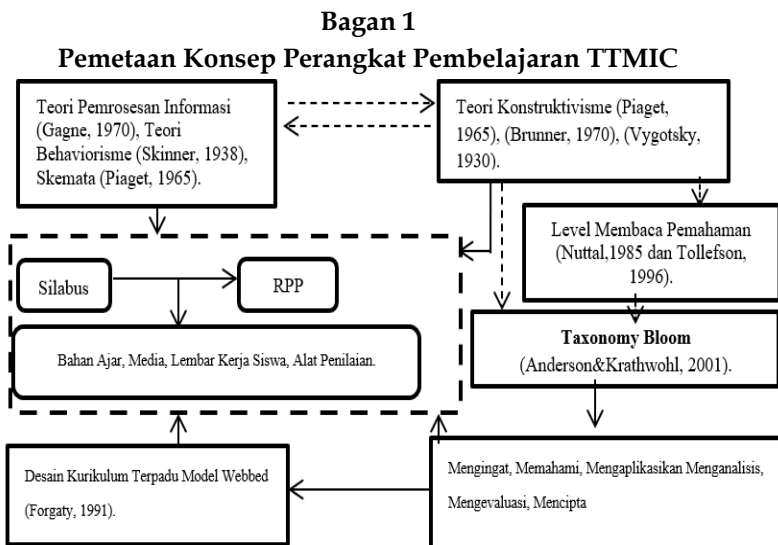 Bagan 1
Pemetaan Konsep Perangkat Pembelajaran TTMIC
Teori Pemrosesan Informasi
(Gagne, 1970), Teori
Behaviorisme (Skinner, 1938),
Skemata (Piaget, 1965).
Teori Konstruktivisme (Piaget,
1965), (Brunner, 1970), (Vygotsky,
1930).
Level Membaca Pemahaman
(Nuttal,1985 dan Tollefson,
1996).
Silabus
RPP
Bahan Ajar, Media, Lembar Kerja Siswa, Alat Penilaian.
Taxonomy Bloom
(Anderson&Krathwohl, 2001).
Desain Kurikulum Terpadu Model Webbed
(Forgaty, 1991).
Mengingat, Memahami, Mengaplikasikan Menganalisis,
Mengevaluasi, Mencipta